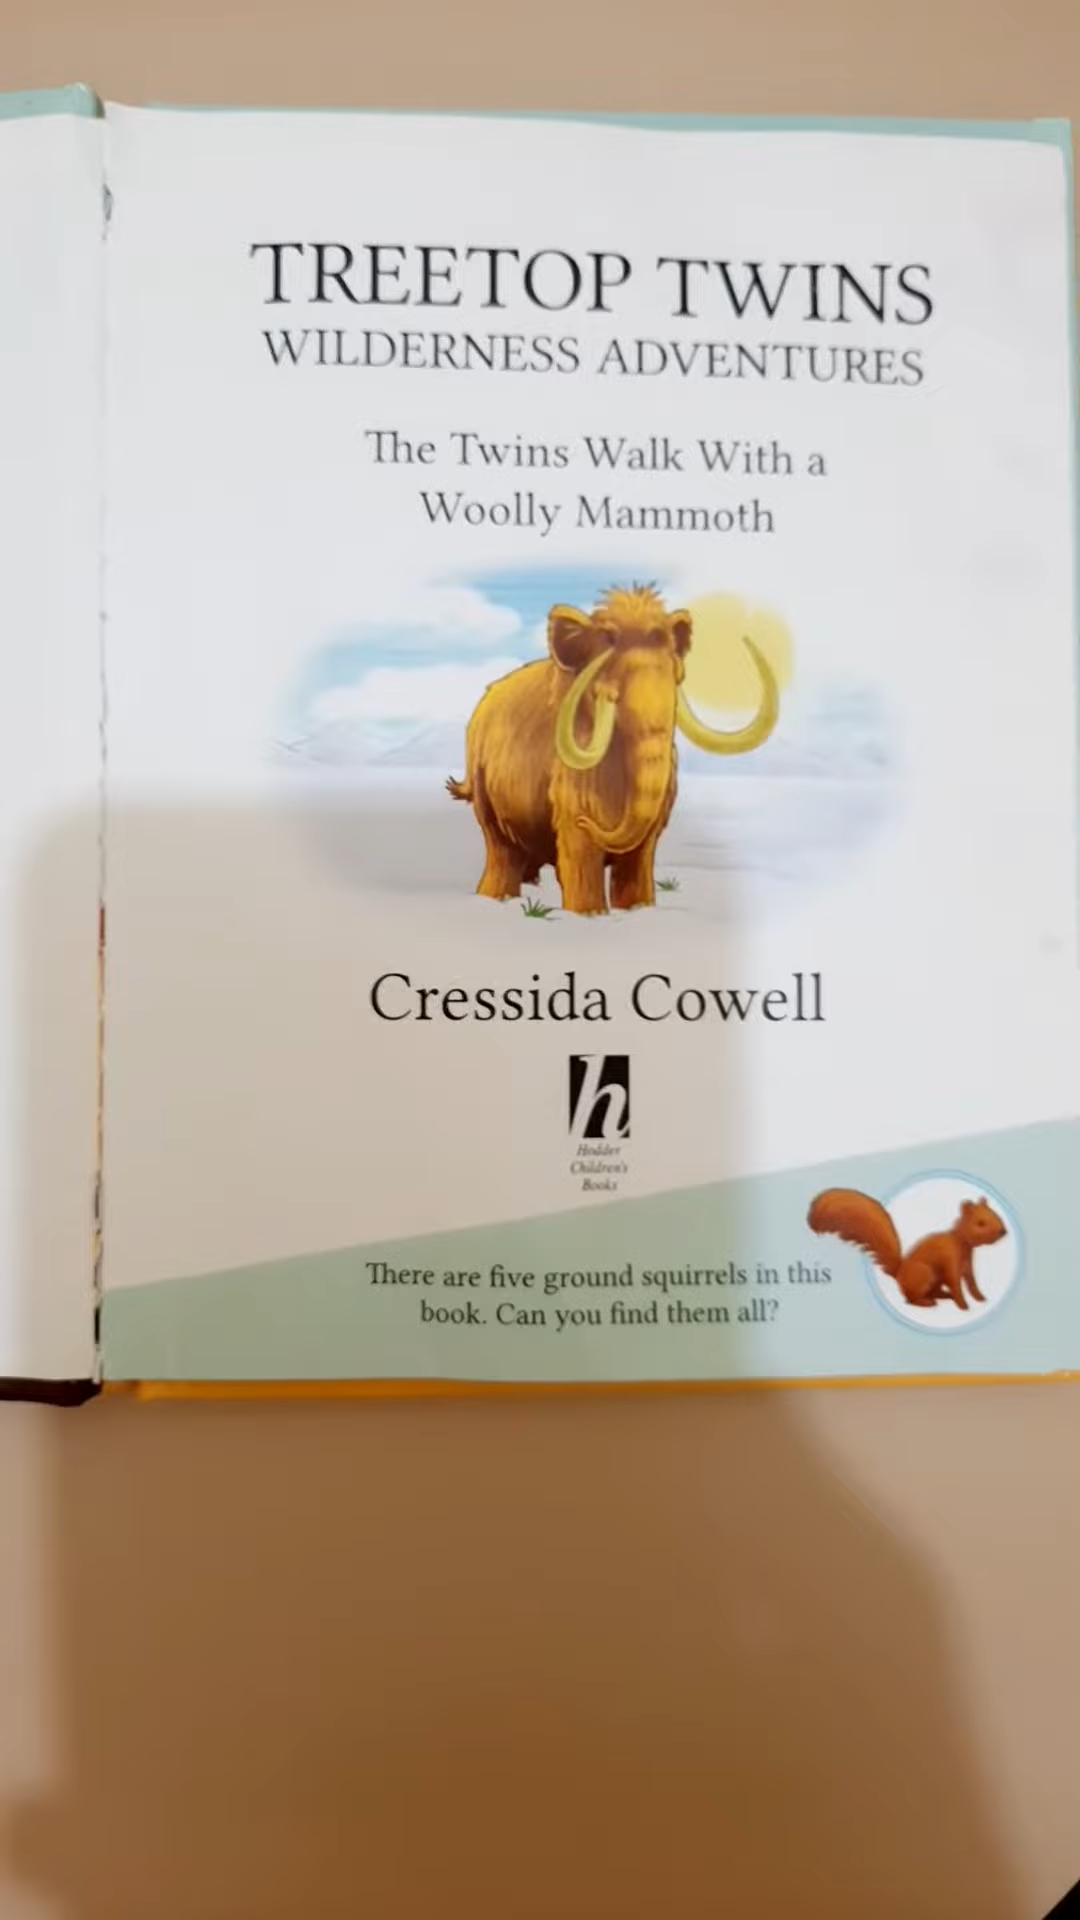 TREETOP TWINS
WILDERNESS ADVENTURES
The Twins Walk With a
Woolly Mammoth
Cressida Cowell
h
Hodder
Children's
Books
There are five ground squirrels in this
book. Can you find them all?